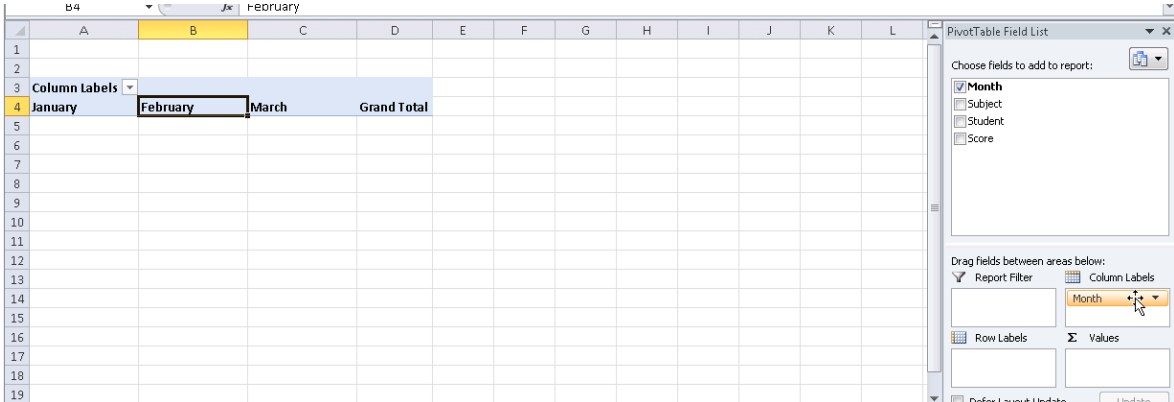 B4 fx February
A B C D E F G H I J K L PivotTable Field List
1
2 Choose fields to add to report:
3 Column Labels Month
4 January February March Grand Total Subject
5 Student
6 Score
7
8
9
10
11
12 Drag fields between areas below:
13 Report Filter Column Labels
14 Month
15
16 Row Labels Σ Values
17
18
19 Defer Layout Update Update